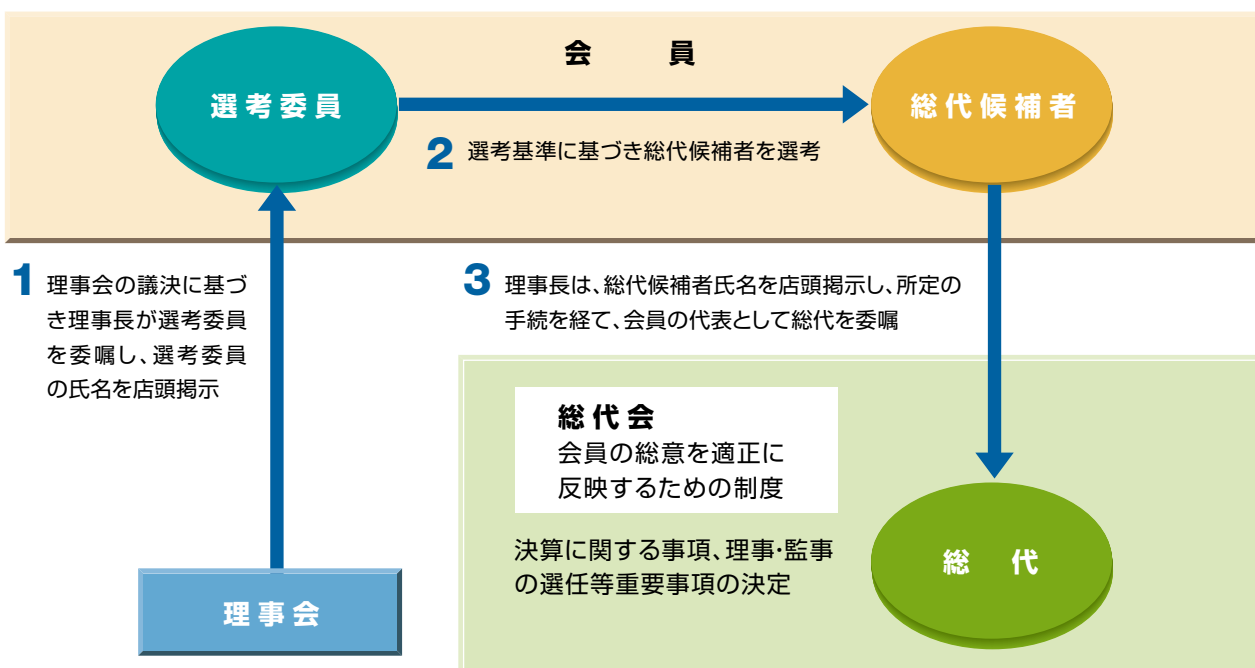 会員
選考委員
総代候補者
2 選考基準に基づき総代候補者を選考
1 理事会の議決に基づ
き理事長が選考委員
を委嘱し、選考委員
の氏名を店頭掲示
3 理事長は、総代候補者氏名を店頭掲示し、所定の
手続を経て、会員の代表として総代を委嘱
総代会
会員の総意を適正に
反映するための制度
決算に関する事項、理事・監事
の選任等重要事項の決定
総代
理事会